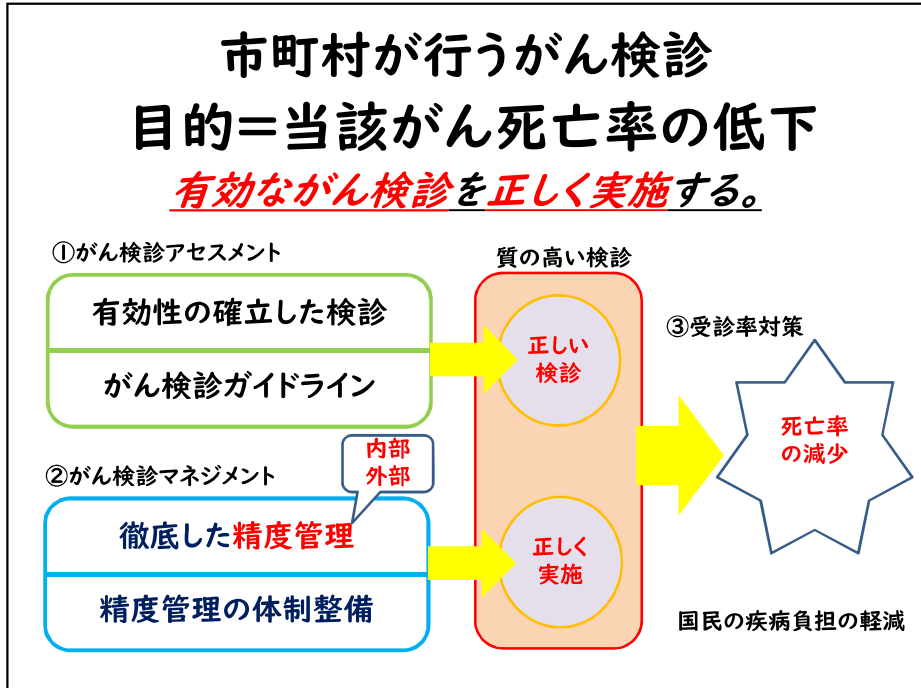 市町村が行うがん検診
目的＝当該がん死亡率の低下
有効ながん検診を正しく実施する。
①がん検診アセスメント
有効性の確立した検診
がん検診ガイドライン
②がん検診マネジメント
内部
外部
徹底した精度管理
精度管理の体制整備
質の高い検診
正しい
検診
正しく
実施
③受診率対策
死亡率
の減少
国民の疾病負担の軽減